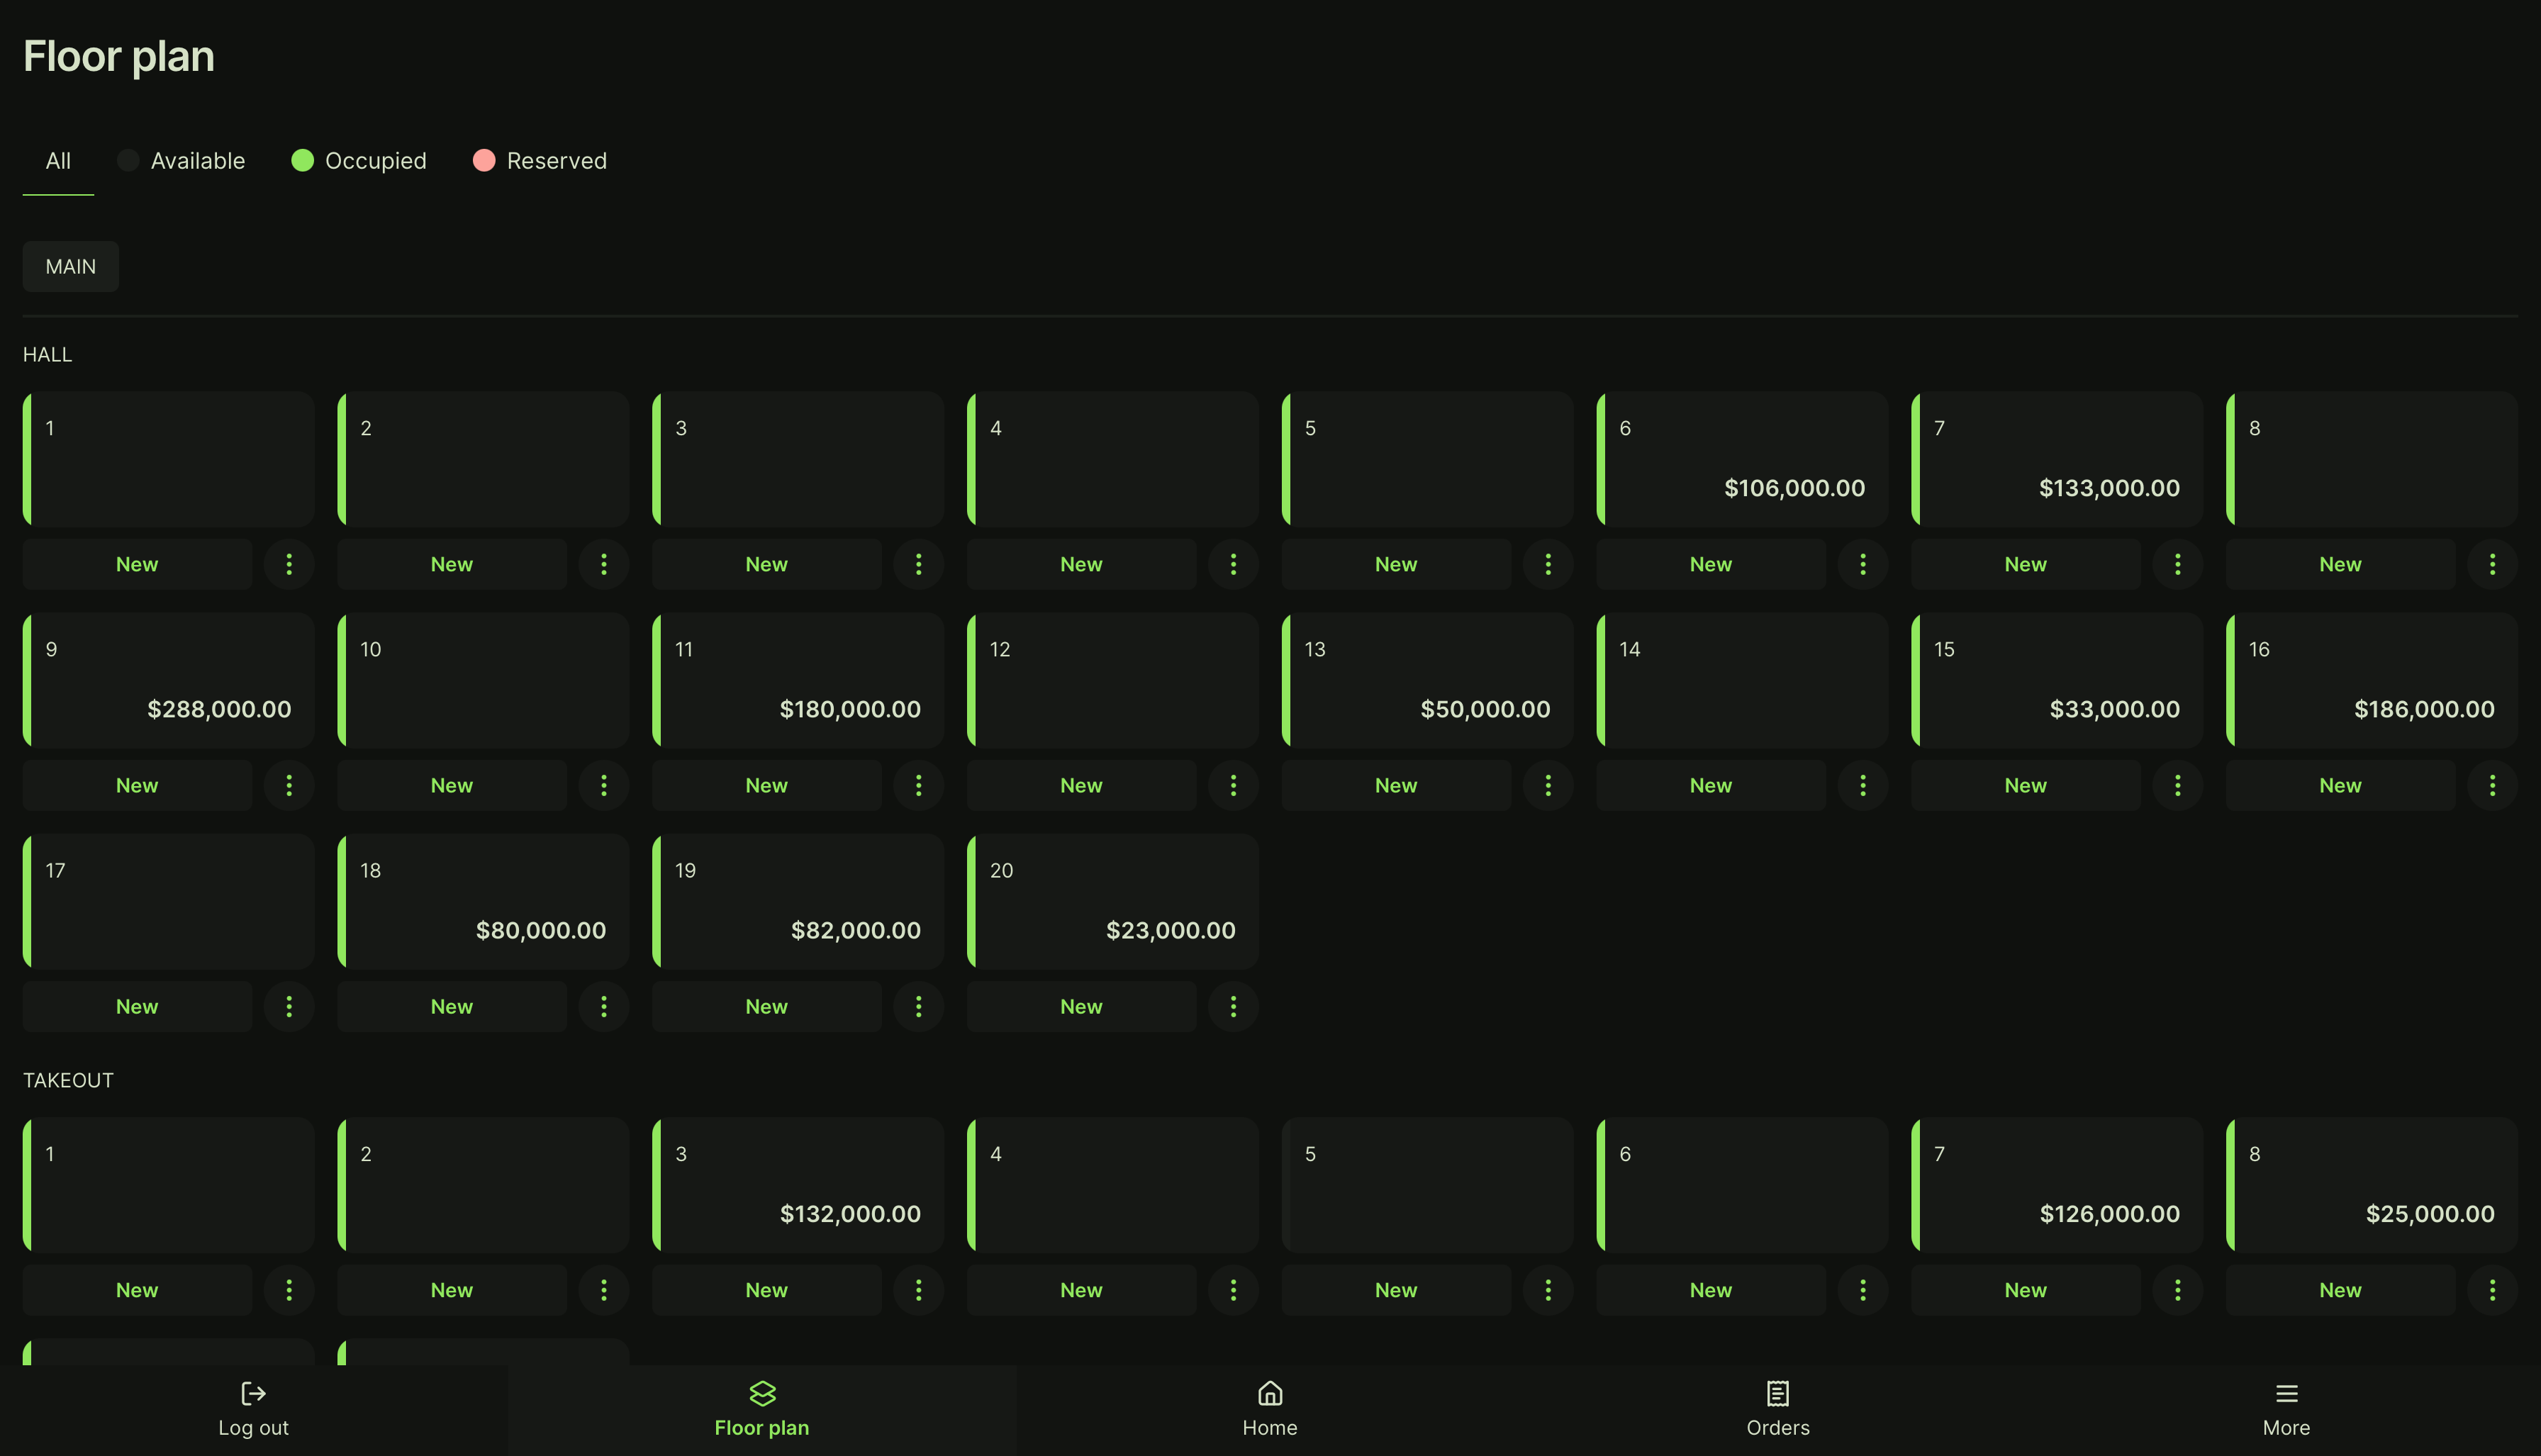 Floor plan
All Available Occupied Reserved
MAIN
HALL
1 2 3 4 5 6 7 8
$106,000.00 $133,000.00
New New New New New New New New
9 10 11 12 13 14 15 16
$288,000.00 $180,000.00 $50,000.00 $33,000.00 $186,000.00
New New New New New New New New
17 18 19 20
$80,000.00 $82,000.00 $23,000.00
New New New New
TAKEOUT
1 2 3 4 5 6 7 8
$132,000.00 $126,000.00 $25,000.00
New New New New New New New New
Log out Floor plan Home Orders More